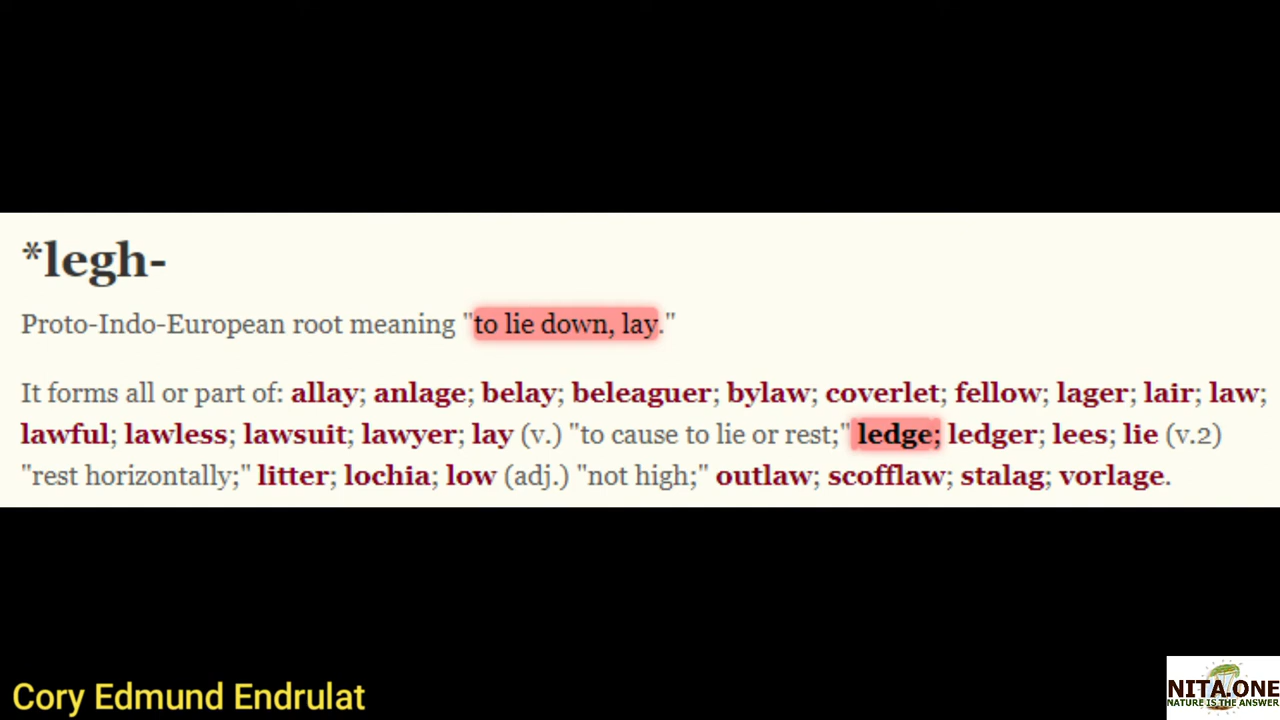 *legh-
Proto-Indo-European root meaning "to lie down, lay."
It forms all or part of: allay; anlage; belay; beleaguer; bylaw; coverlet; fellow; lager; lair; law;
lawful; lawless; lawsuit; lawyer; lay (v.) "to cause to lie or rest;" ledge; ledger; lees; lie (v.2)
"rest horizontally;" litter; lochia; low (adj.) "not high;" outlaw; scofflaw; stalag; vorlage.
Cory Edmund Endrulat
NITA.ONE
NATURE IS THE ANSWER